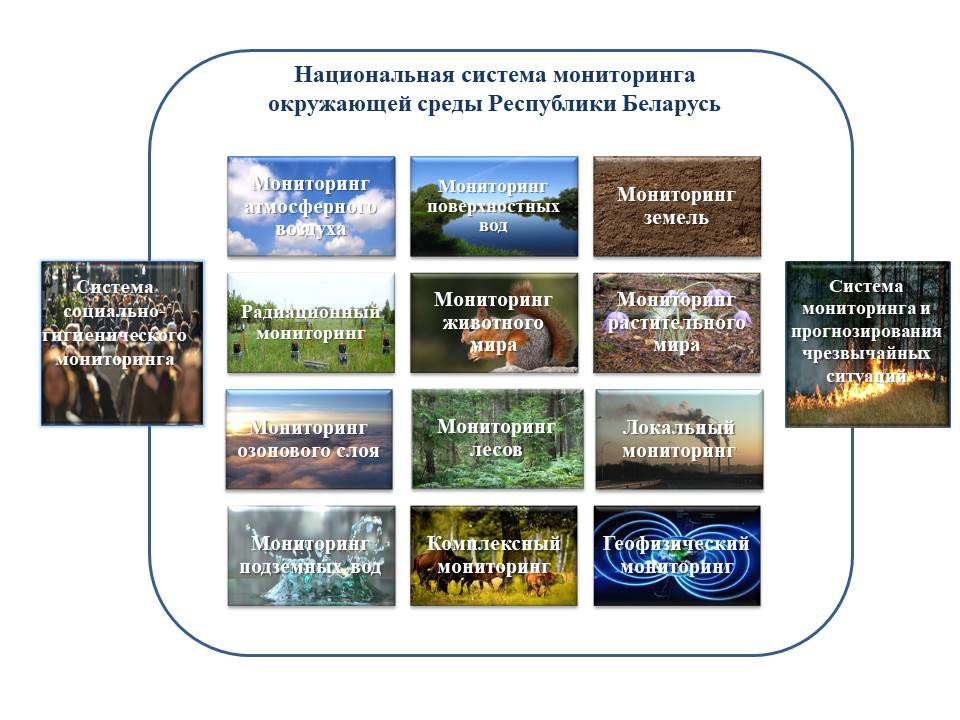 Национальная система мониторинга
окружающей среды Республики Беларусь
Мониторинг
атмосферного
воздуха
Мониторинг
поверхностных
вод
Мониторинг
земель
Система
социально-
гигиенического
мониторинга
Радиационный
мониторинг
Мониторинг
животного
мира
Мониторинг
растительного
мира
Система
мониторинга и
прогнозирования
чрезвычайных
ситуаций
Мониторинг
озонового слоя
Мониторинг
лесов
Локальный
мониторинг
Мониторинг
подземных вод
Комплексный
мониторинг
Геофизический
мониторинг